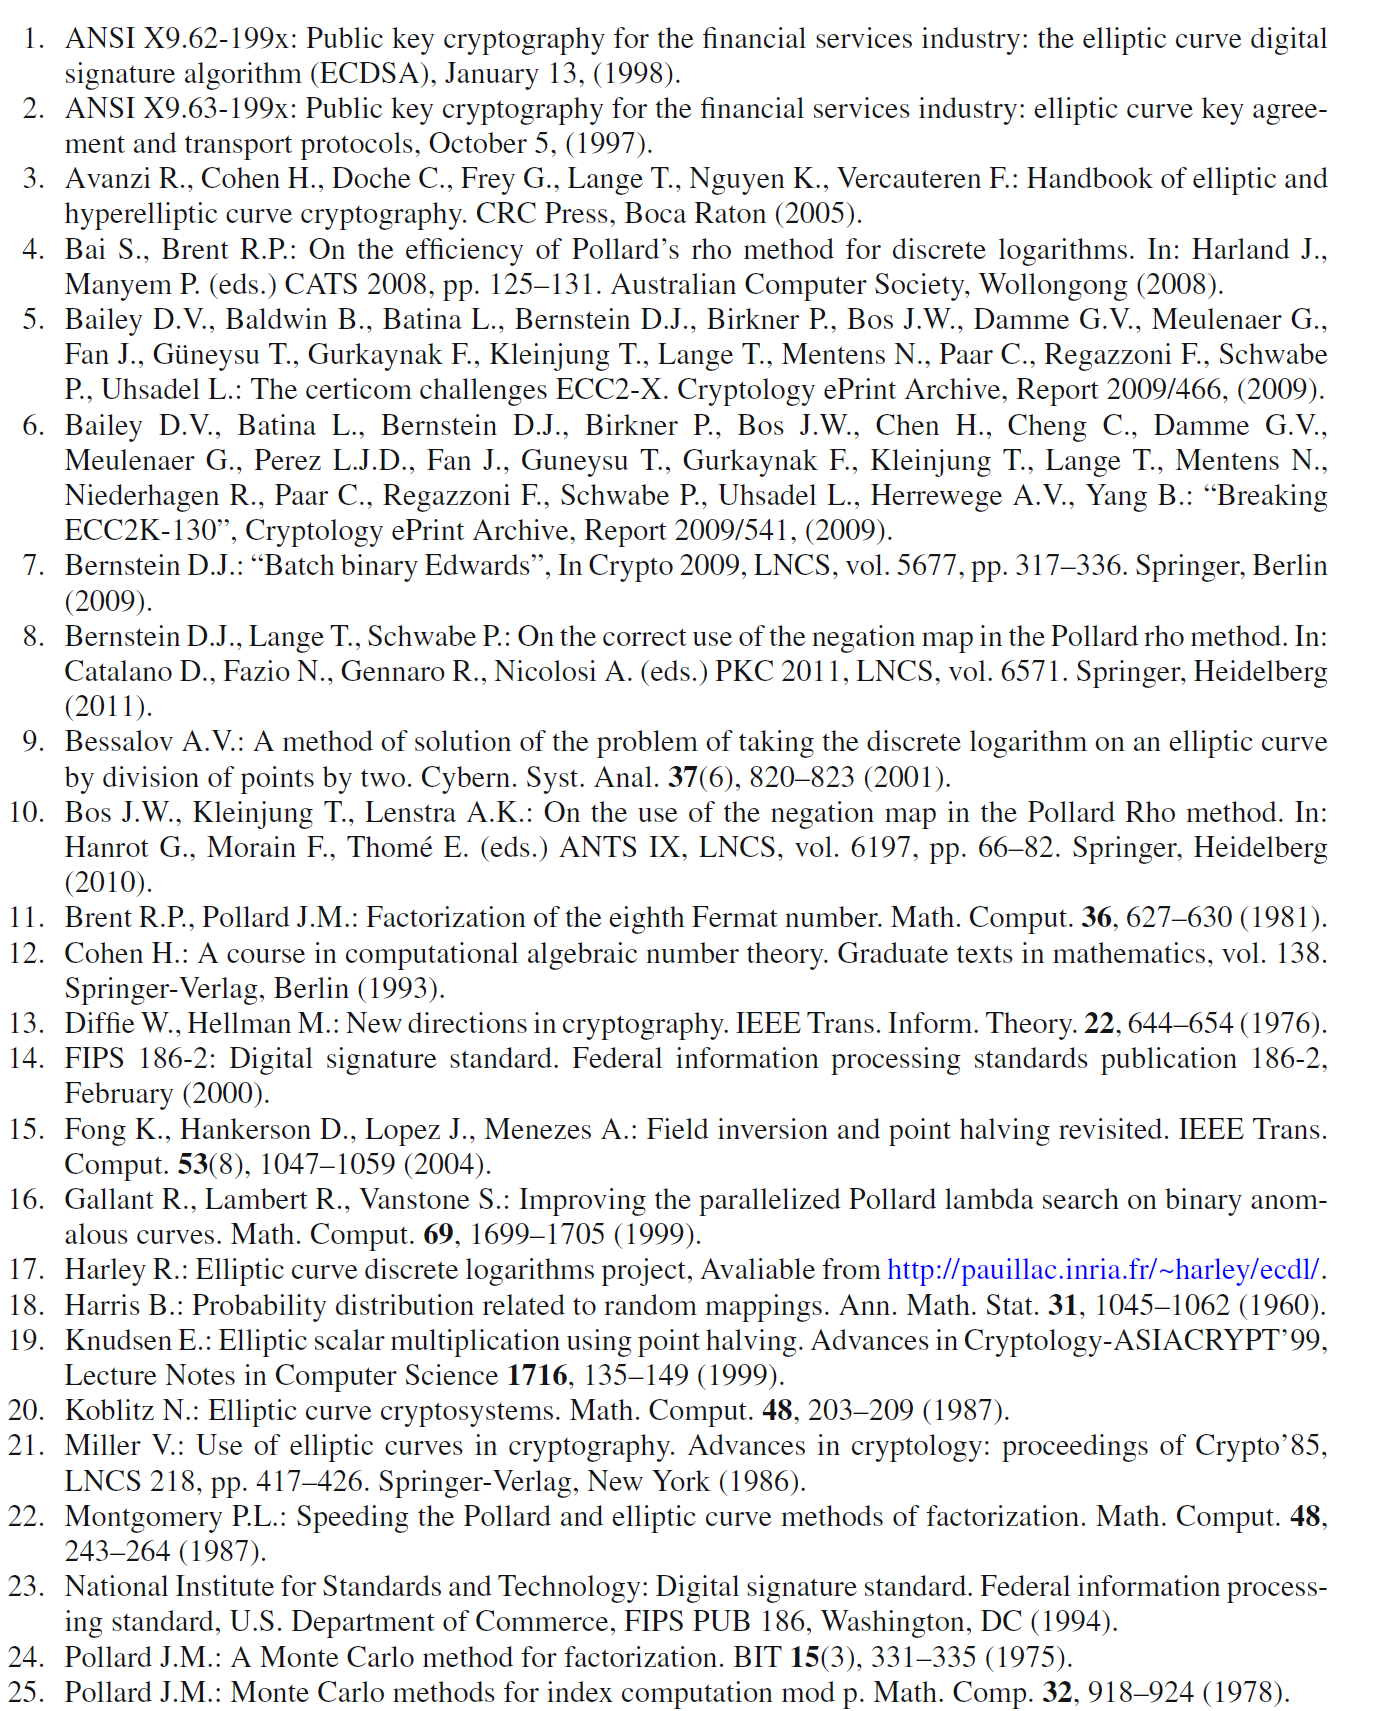 1. ANSI X9.62-199x: Public key cryptography for the financial services industry: the elliptic curve digital
signature algorithm (ECDSA), January 13, (1998).
2. ANSI X9.63-199x: Public key cryptography for the financial services industry: elliptic curve key agree-
ment and transport protocols, October 5, (1997).
3. Avanzi R., Cohen H., Doche C., Frey G., Lange T., Nguyen K., Vercauteren F.: Handbook of elliptic and
hyperelliptic curve cryptography. CRC Press, Boca Raton (2005).
4. Bai S., Brent R.P.: On the efficiency of Pollard’s rho method for discrete logarithms. In: Harland J.,
Manyem P. (eds.) CATS 2008, pp. 125–131. Australian Computer Society, Wollongong (2008).
5. Bailey D.V., Baldwin B., Batina L., Bernstein D.J., Birkner P., Bos J.W., Damme G.V., Meulenaer G.,
Fan J., Güneysu T., Gurkaynak F., Kleinjung T., Lange T., Mentens N., Paar C., Regazzoni F., Schwabe
P., Uhsadel L.: The certicom challenges ECC2-X. Cryptology ePrint Archive, Report 2009/466, (2009).
6. Bailey D.V., Batina L., Bernstein D.J., Birkner P., Bos J.W., Chen H., Cheng C., Damme G.V.,
Meulenaer G., Perez L.J.D., Fan J., Guneysu T., Gurkaynak F., Kleinjung T., Lange T., Mentens N.,
Niederhagen R., Paar C., Regazzoni F., Schwabe P., Uhsadel L., Herrewege A.V., Yang B.: “Breaking
ECC2K-130”, Cryptology ePrint Archive, Report 2009/541, (2009).
7. Bernstein D.J.: “Batch binary Edwards”, In Crypto 2009, LNCS, vol. 5677, pp. 317–336. Springer, Berlin
(2009).
8. Bernstein D.J., Lange T., Schwabe P.: On the correct use of the negation map in the Pollard rho method. In:
Catalano D., Fazio N., Gennaro R., Nicolosi A. (eds.) PKC 2011, LNCS, vol. 6571. Springer, Heidelberg
(2011).
9. Bessalov A.V.: A method of solution of the problem of taking the discrete logarithm on an elliptic curve
by division of points by two. Cybern. Syst. Anal. 37(6), 820–823 (2001).
10. Bos J.W., Kleinjung T., Lenstra A.K.: On the use of the negation map in the Pollard Rho method. In:
Hanrot G., Morain F., Thomé E. (eds.) ANTS IX, LNCS, vol. 6197, pp. 66–82. Springer, Heidelberg
(2010).
11. Brent R.P., Pollard J.M.: Factorization of the eighth Fermat number. Math. Comput. 36, 627–630 (1981).
12. Cohen H.: A course in computational algebraic number theory. Graduate texts in mathematics, vol. 138.
Springer-Verlag, Berlin (1993).
13. Diffie W., Hellman M.: New directions in cryptography. IEEE Trans. Inform. Theory. 22, 644–654 (1976).
14. FIPS 186-2: Digital signature standard. Federal information processing standards publication 186-2,
February (2000).
15. Fong K., Hankerson D., Lopez J., Menezes A.: Field inversion and point halving revisited. IEEE Trans.
Comput. 53(8), 1047–1059 (2004).
16. Gallant R., Lambert R., Vanstone S.: Improving the parallelized Pollard lambda search on binary anom-
alous curves. Math. Comput. 69, 1699–1705 (1999).
17. Harley R.: Elliptic curve discrete logarithms project, Avaliable from http://pauillac.inria.fr/~harley/ecdl/.
18. Harris B.: Probability distribution related to random mappings. Ann. Math. Stat. 31, 1045–1062 (1960).
19. Knudsen E.: Elliptic scalar multiplication using point halving. Advances in Cryptology-ASIACRYPT’99,
Lecture Notes in Computer Science 1716, 135–149 (1999).
20. Koblitz N.: Elliptic curve cryptosystems. Math. Comput. 48, 203–209 (1987).
21. Miller V.: Use of elliptic curves in cryptography. Advances in cryptology: proceedings of Crypto’85,
LNCS 218, pp. 417–426. Springer-Verlag, New York (1986).
22. Montgomery P.L.: Speeding the Pollard and elliptic curve methods of factorization. Math. Comput. 48,
243–264 (1987).
23. National Institute for Standards and Technology: Digital signature standard. Federal information process-
ing standard, U.S. Department of Commerce, FIPS PUB 186, Washington, DC (1994).
24. Pollard J.M.: A Monte Carlo method for factorization. BIT 15(3), 331–335 (1975).
25. Pollard J.M.: Monte Carlo methods for index computation mod p. Math. Comp. 32, 918–924 (1978).